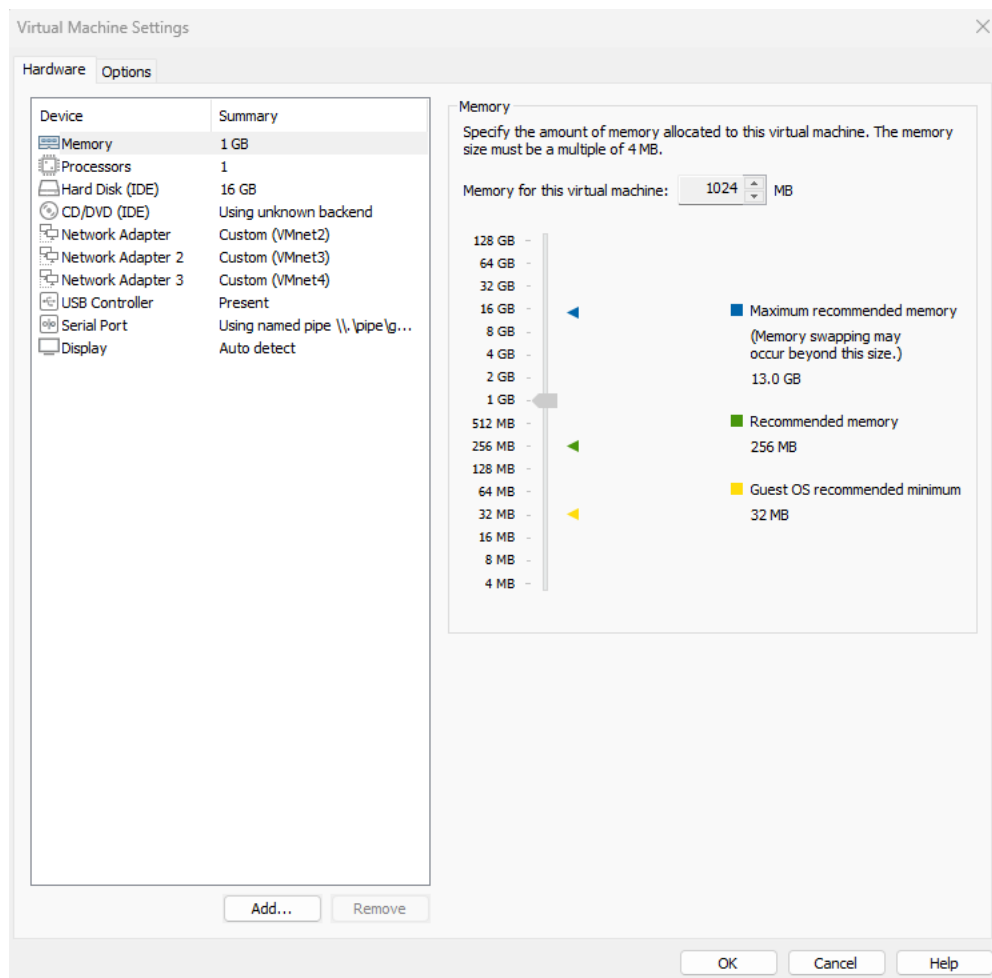 Virtual Machine Settings
Hardware Options
Device Summary
Memory 1 GB
Processors 1
Hard Disk (IDE) 16 GB
CD/DVD (IDE) Using unknown backend
Network Adapter Custom (VMnet2)
Network Adapter 2 Custom (VMnet3)
Network Adapter 3 Custom (VMnet4)
USB Controller Present
Serial Port Using named pipe \\.\pipe\g...
Display Auto detect
Add... Remove
Memory
Specify the amount of memory allocated to this virtual machine. The memory
size must be a multiple of 4 MB.
Memory for this virtual machine: 1024 MB
128 GB
64 GB
32 GB
16 GB
8 GB
4 GB
2 GB
1 GB
512 MB
256 MB
128 MB
64 MB
32 MB
16 MB
8 MB
4 MB
Maximum recommended memory
(Memory swapping may
occur beyond this size.)
13.0 GB
Recommended memory
256 MB
Guest OS recommended minimum
32 MB
OK Cancel Help